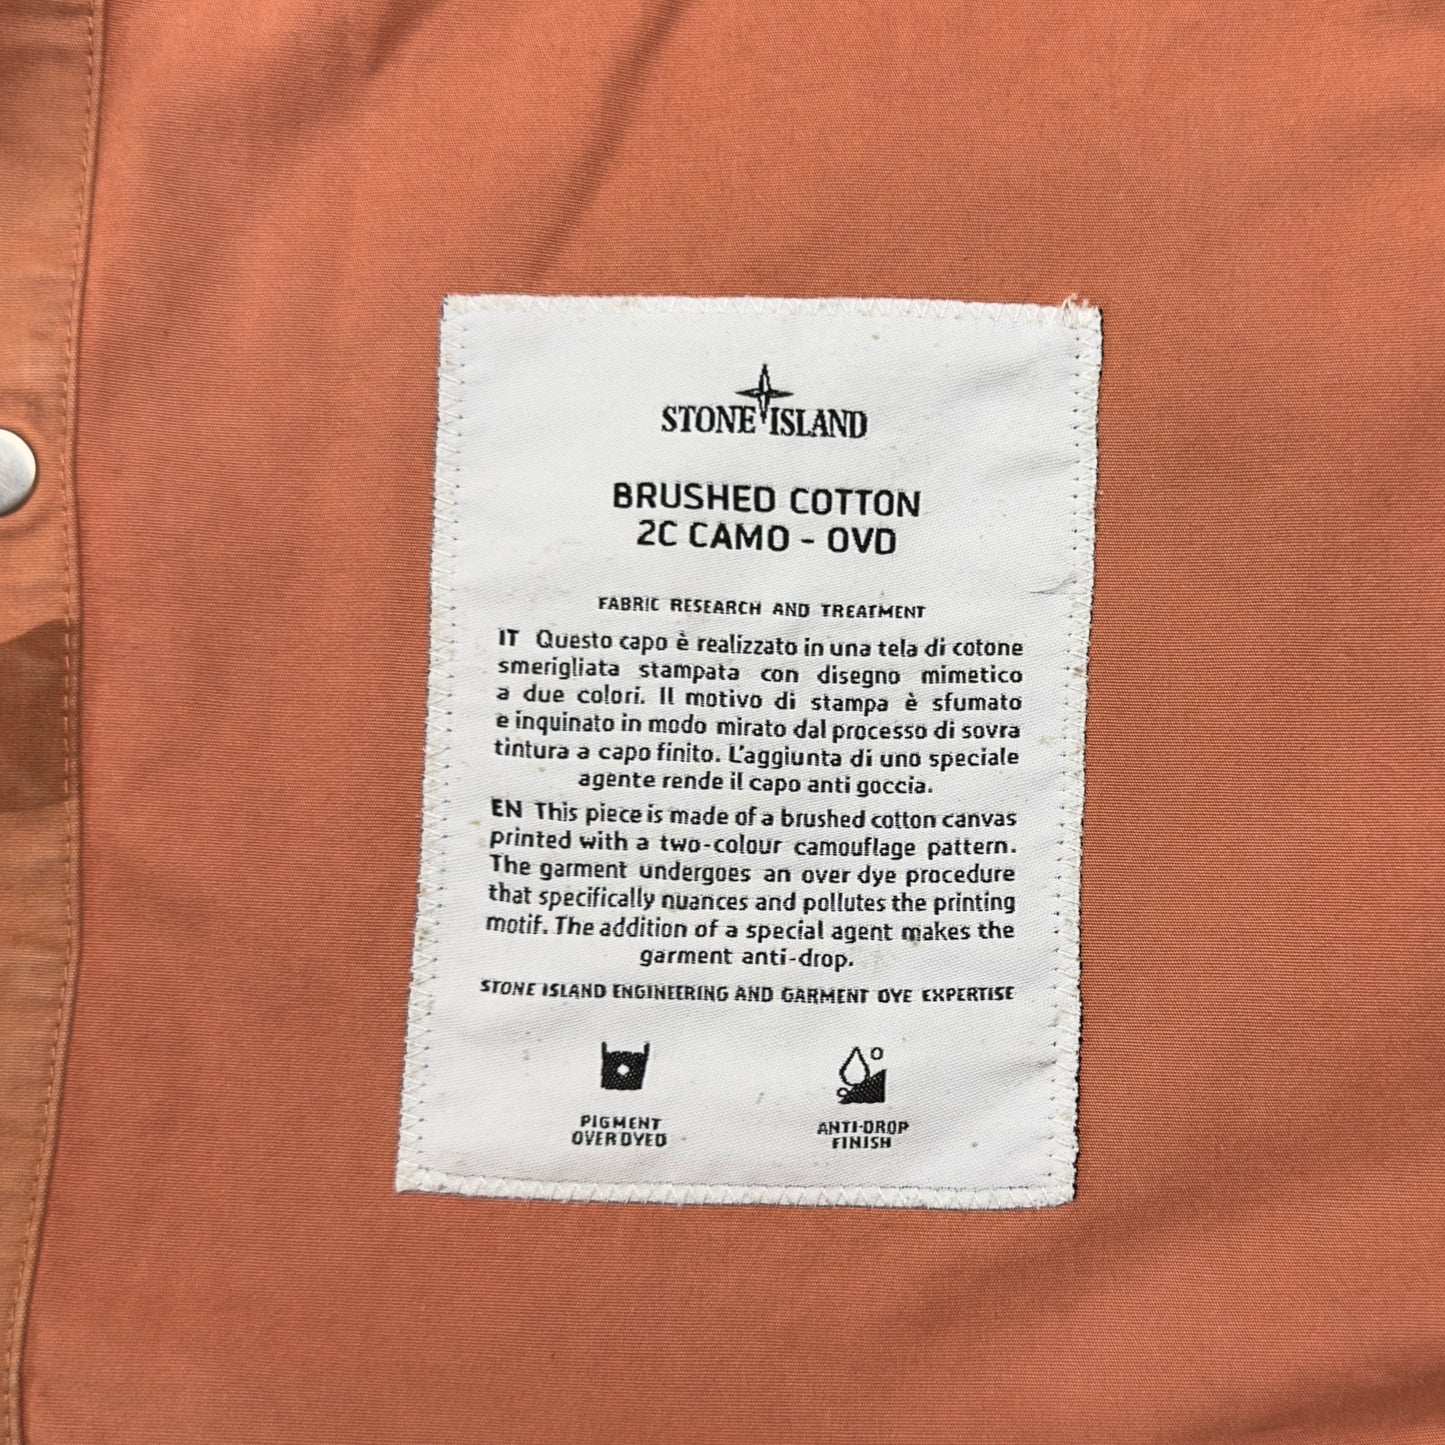 STONE ISLAND
BRUSHED COTTON
2C CAMO - OVD
FABRIC RESEARCH AND TREATMENT
IT Questo capo è realizzato in una tela di cotone
smerigliata stampata con disegno mimetico
a due colori. Il motivo di stampa è sfumato
e inquinato in modo mirato dal processo di sovra
tintura a capo finito. L'aggiunta di uno speciale
agente rende il capo anti goccia.
EN This piece is made of a brushed cotton canvas
printed with a two-colour camouflage pattern.
The garment undergoes an over dye procedure
that specifically nuances and pollutes the printing
motif. The addition of a special agent makes the
garment anti-drop.
STONE ISLAND ENGINEERING AND GARMENT DYE EXPERTISE
PIGMENT
OVERDYED
ANTI-DROP
FINISH